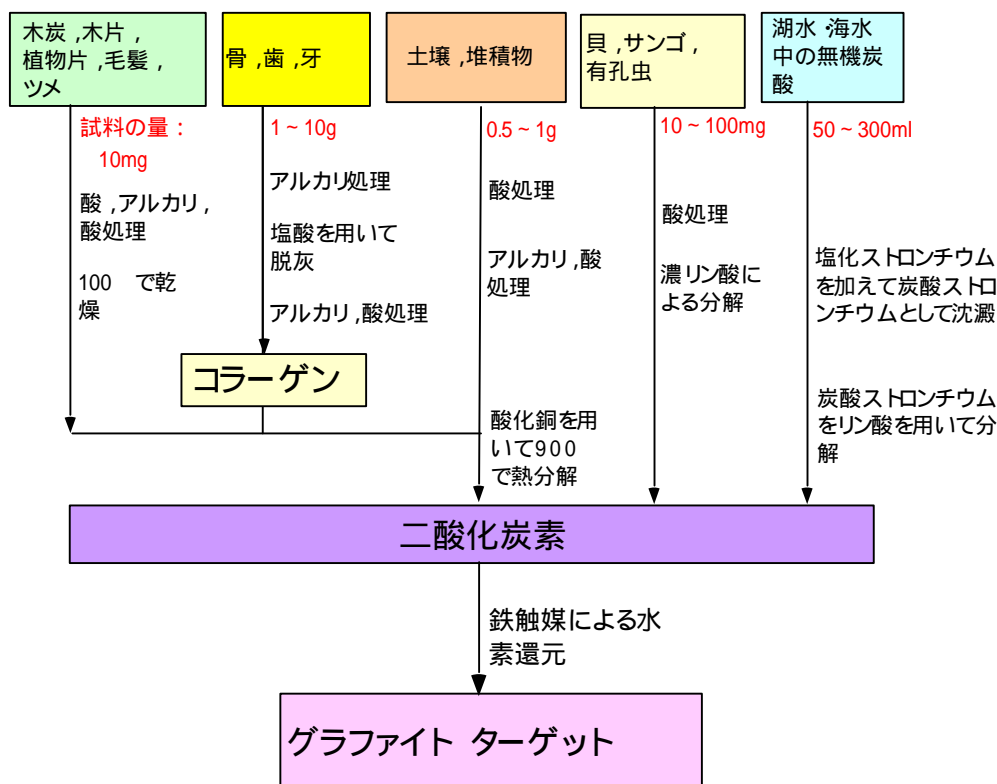 木炭 ,木片 ,
植物片 ,毛髪 ,
ツメ
骨 ,歯 ,牙
土壌 ,堆積物
貝 ,サンゴ ,
有孔虫
湖水・海水
中の無機炭
酸
試料の量 :
10mg
酸 ,アルカリ ,
酸処理
100 で乾
燥
1 ~ 10g
アルカリ処理
塩酸を用いて
脱灰
アルカリ ,酸処理
コラーゲン
0.5 ~ 1g
酸処理
アルカリ ,酸
処理
酸化銅を用
いて900
で熱分解
10 ~ 100mg
酸処理
濃リン酸に
よる分解
50 ~ 300ml
塩化ストロンチウム
を加えて炭酸ストロ
ンチウムとして沈澱
炭酸ストロンチウム
をリン酸を用いて分
解
二酸化炭素
鉄触媒による水
素還元
グラファイト ターゲット